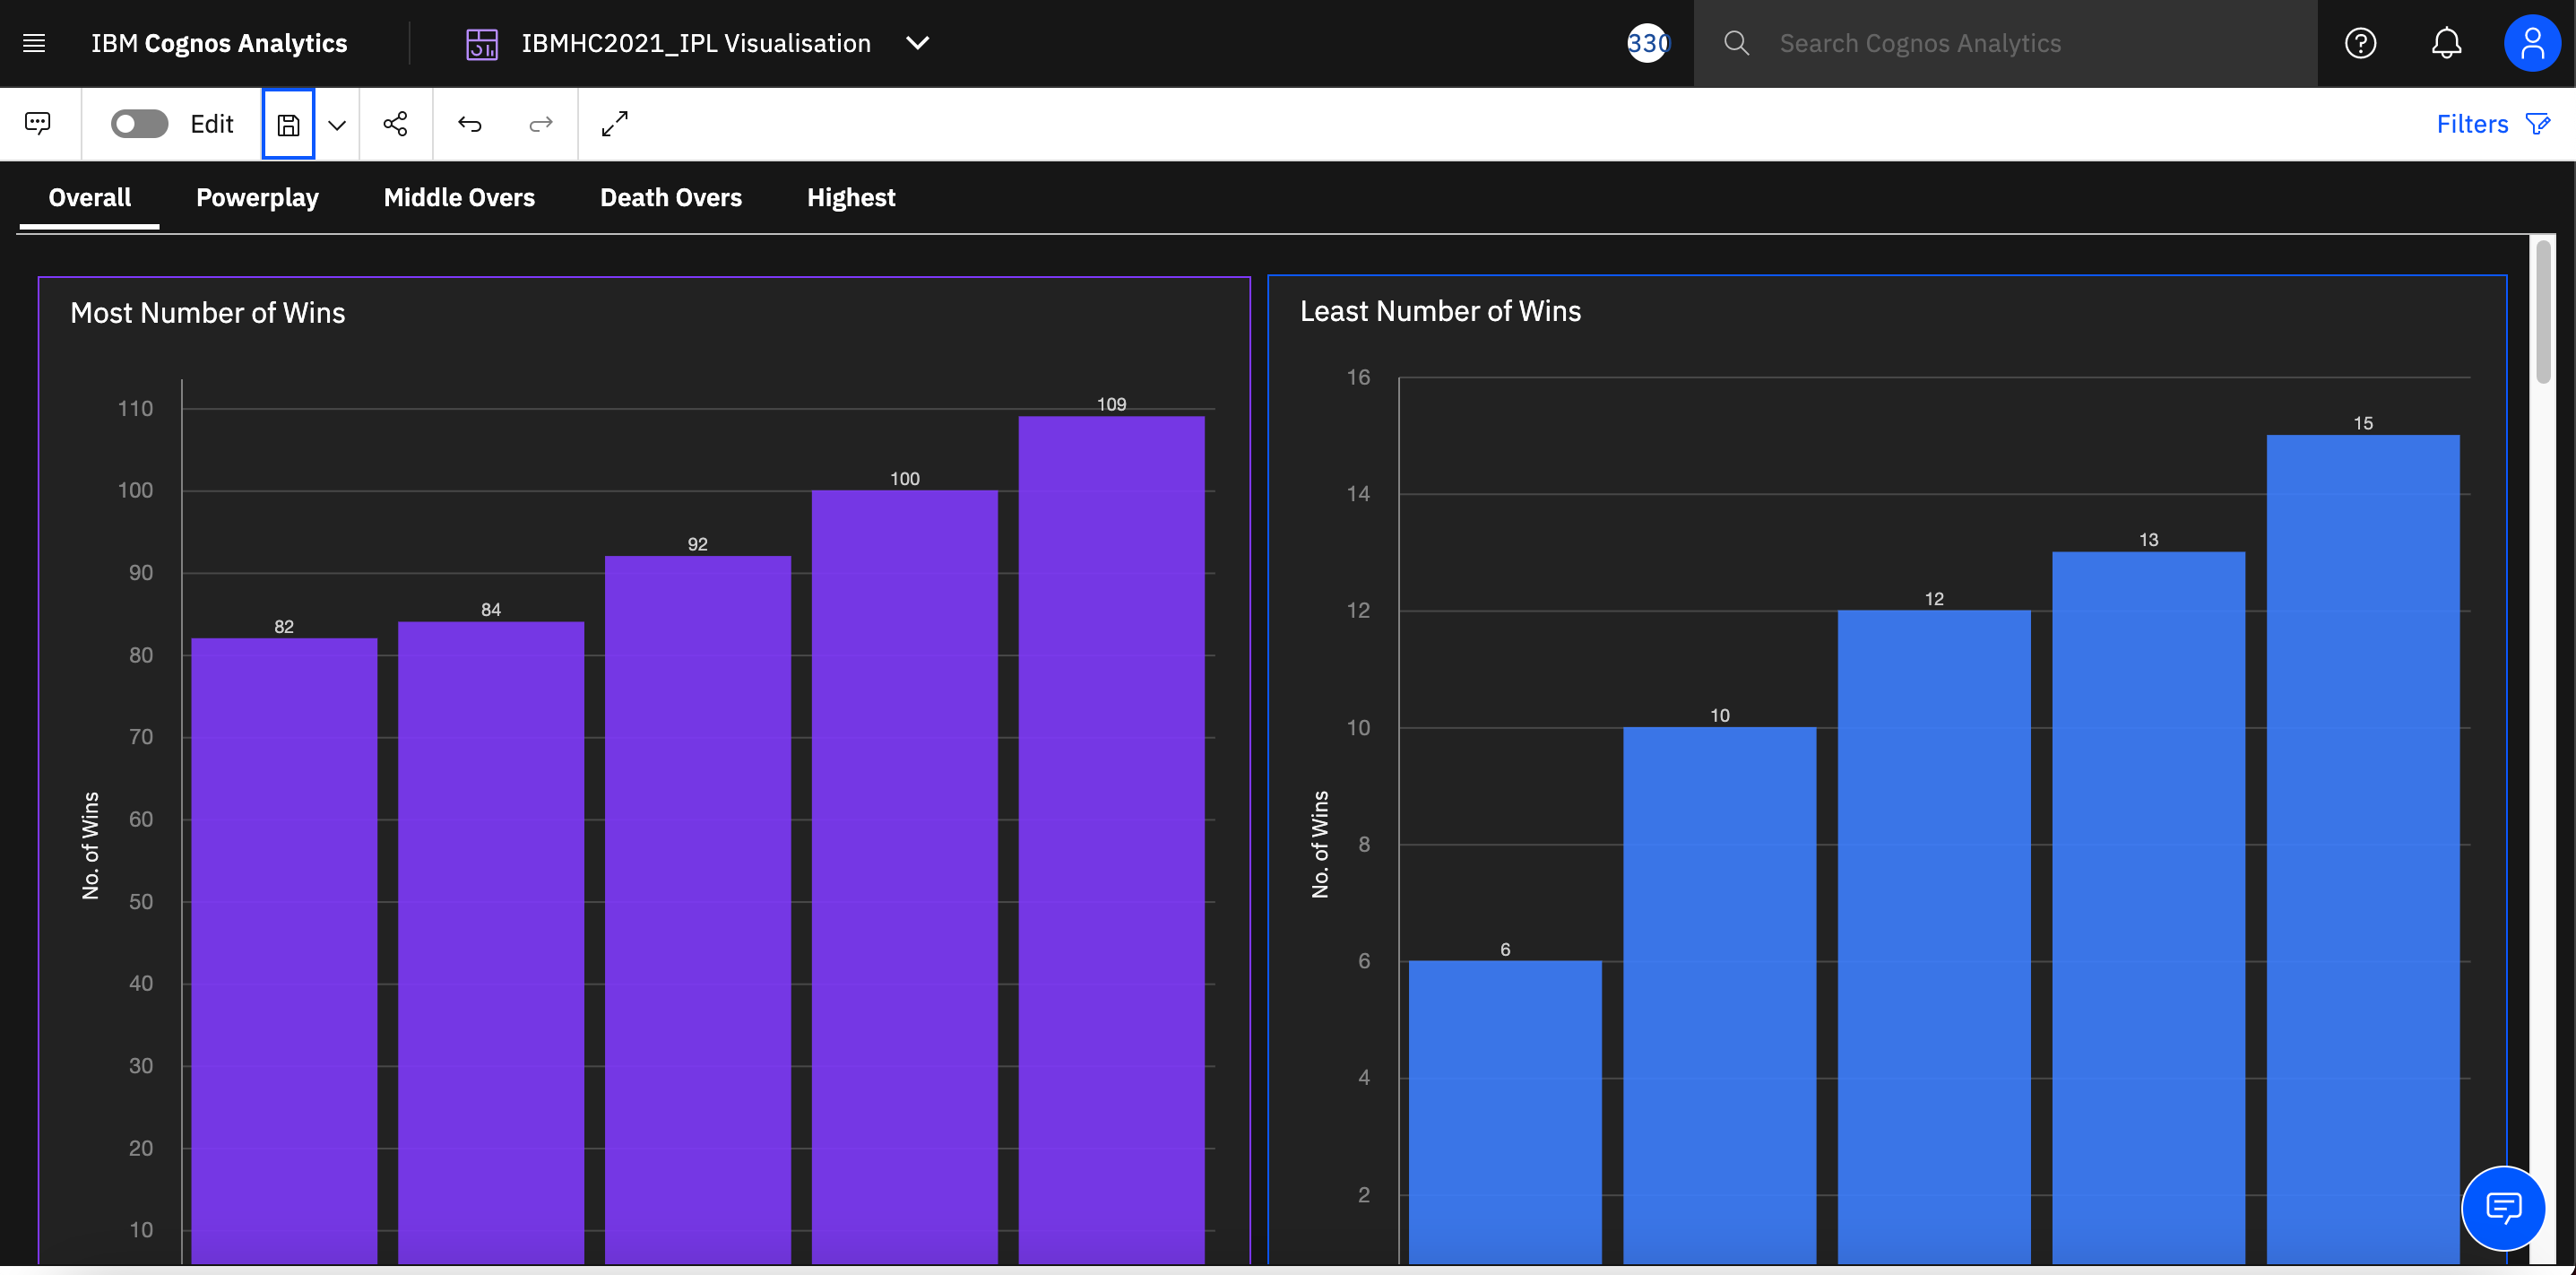 IBM Cognos Analytics
IBMHC2021_IPL Visualisation
330
Search Cognos Analytics
Edit
Filters
Overall
Powerplay
Middle Overs
Death Overs
Highest
Most Number of Wins
No. of Wins
110
100
90
80
70
60
50
40
30
20
10
82
84
92
100
109
Least Number of Wins
No. of Wins
16
14
12
10
8
6
4
2
6
10
12
13
15